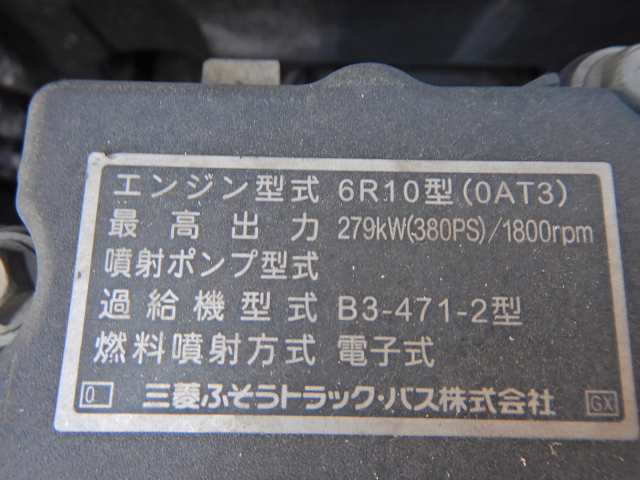 エンジン型式 6R10型(0AT3)
最高出力 279kW(380PS)/1800rpm
噴射ポンプ型式
過給機型式 B3-471-2型
燃料噴射方式 電子式
0 三菱ふそうトラック・バス株式会社 GX